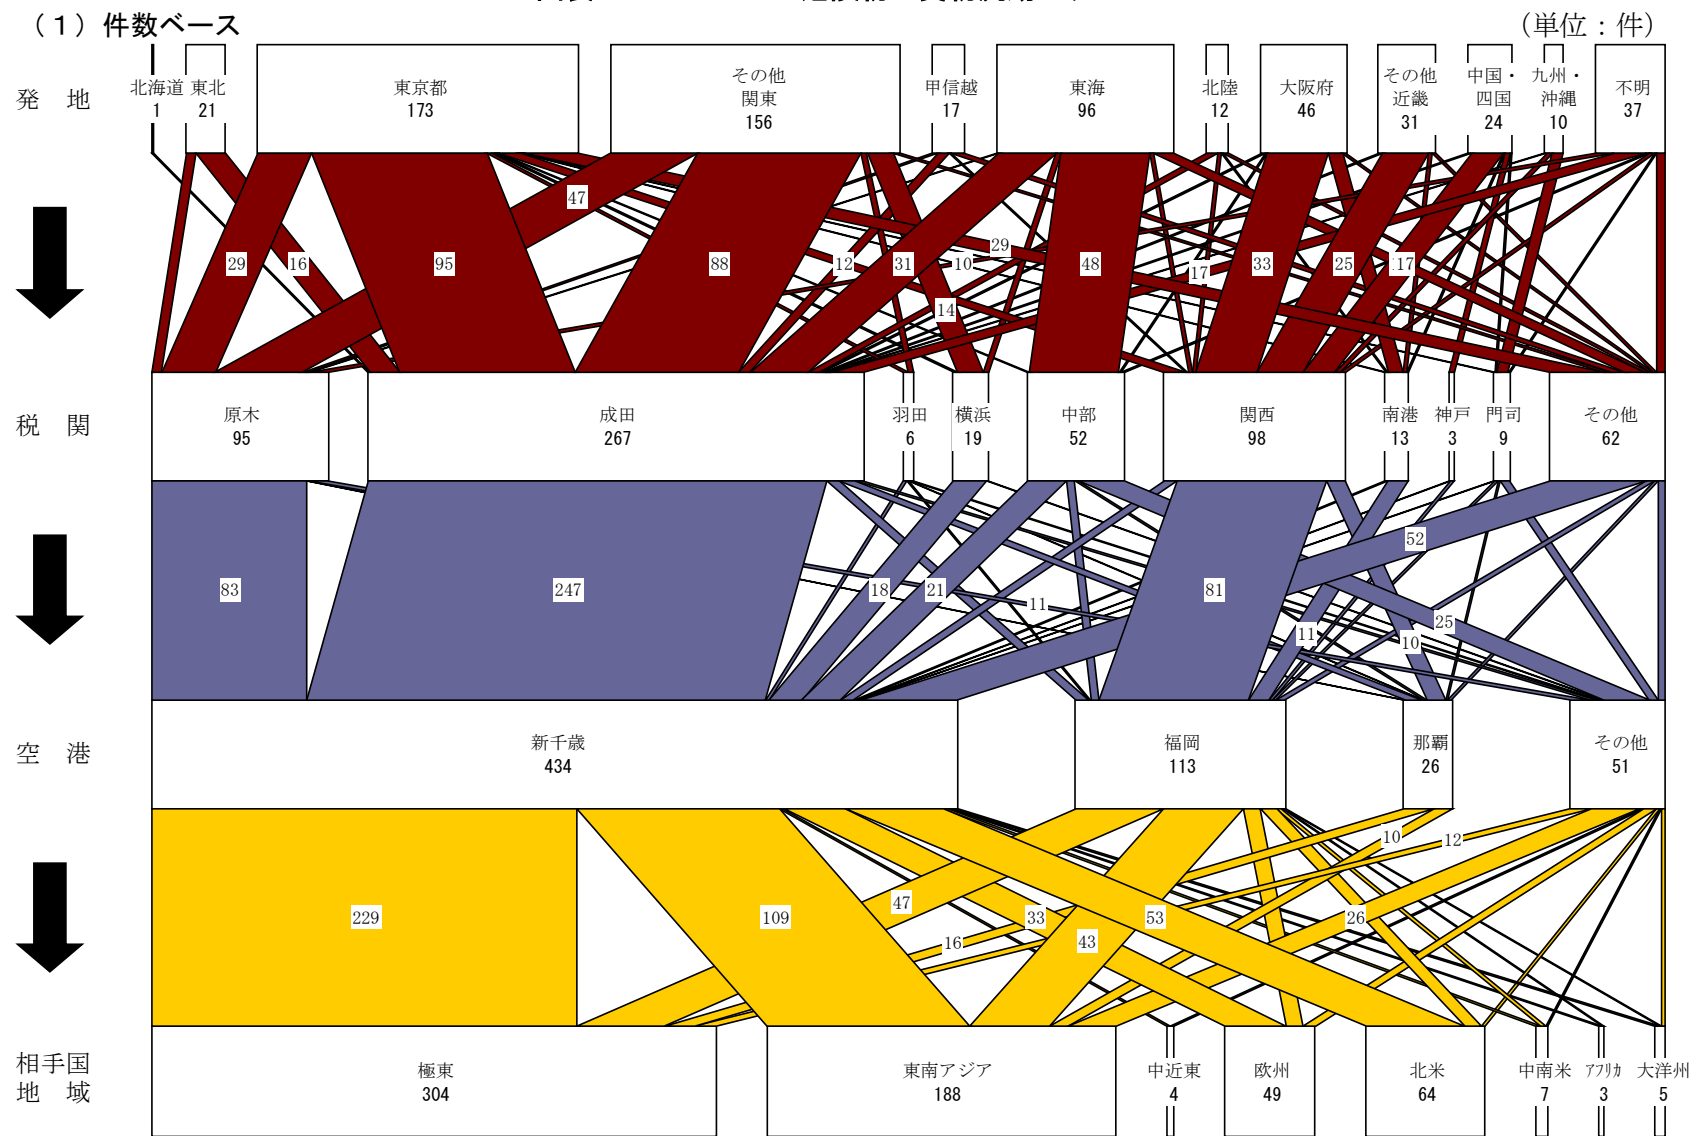 （１）件数ベース
（単位：件）
発　地
北海道
1
東北
21
東京都
173
その他
関東
156
甲信越
17
東海
96
北陸
12
大阪府
46
その他
近畿
31
中国・
四国
24
九州・
沖縄
10
不明
37
47
29
16
95
88
12
31
10
29
14
48
17
33
25
17
税　関
原木
95
成田
267
羽田
6
横浜
19
中部
52
関西
98
南港
13
神戸
3
門司
9
その他
62
83
247
18
21
11
81
52
11
10
25
空　港
新千歳
434
福岡
113
那覇
26
その他
51
229
109
47
16
33
43
53
10
12
26
相手国
地　域
極東
304
東南アジア
188
中近東
4
欧州
49
北米
64
中南米
7
ｱﾌﾘｶ
3
大洋州
5